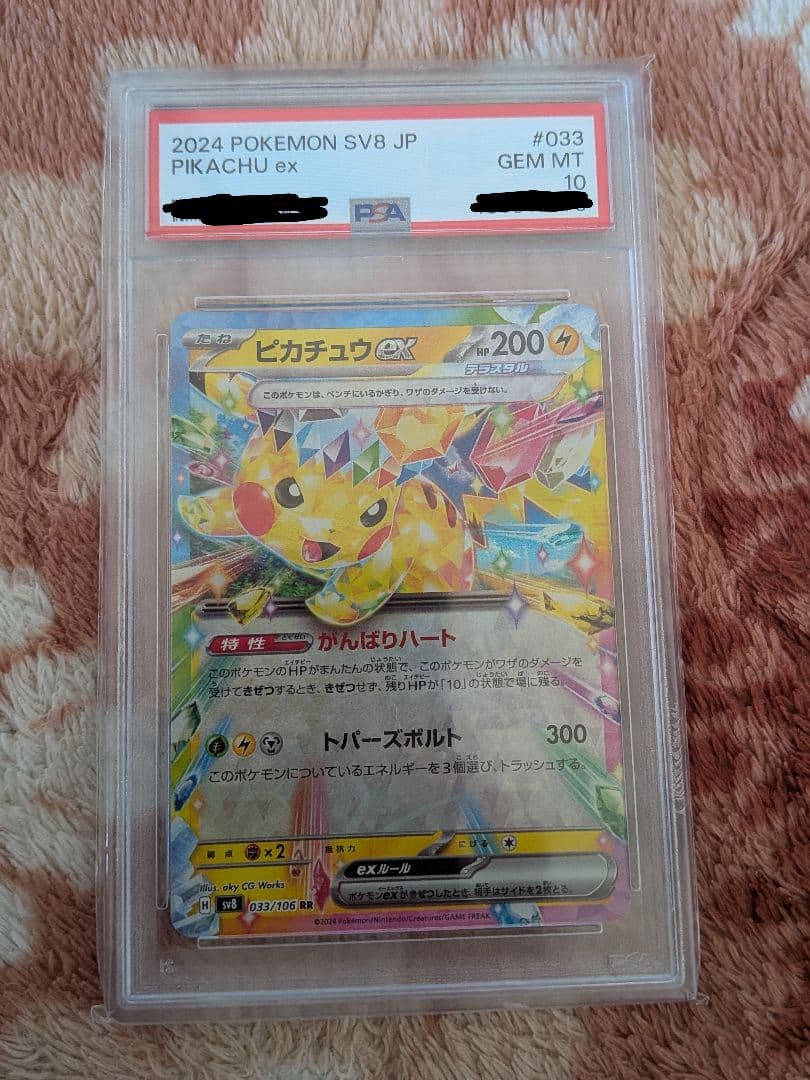 2024 POKEMON SV8 JP #033
PIKACHU ex GEM MT
10
PSA
たね ピカチュウex HP 200
テラスタル
このポケモンは、ベンチにいるかぎり、ワザのダメージを受けない。
特性 がんばりハート
このポケモンのHPがまんたんの状態で、このポケモンがワザのダメージを
受けてきぜつするとき、きぜつせず、残りHPが「10」の状態で場に残る。
トパーズボルト 300
このポケモンについているエネルギーを3個選び、トラッシュする。
弱点 ×2 抵抗力 にげる
exルール
ポケモンexがきぜつしたとき、相手はサイドを2枚とる。
Illus. aky CG Works
H sv8 033/106 RR
©2024 Pokémon/Nintendo/Creatures/GAME FREAK